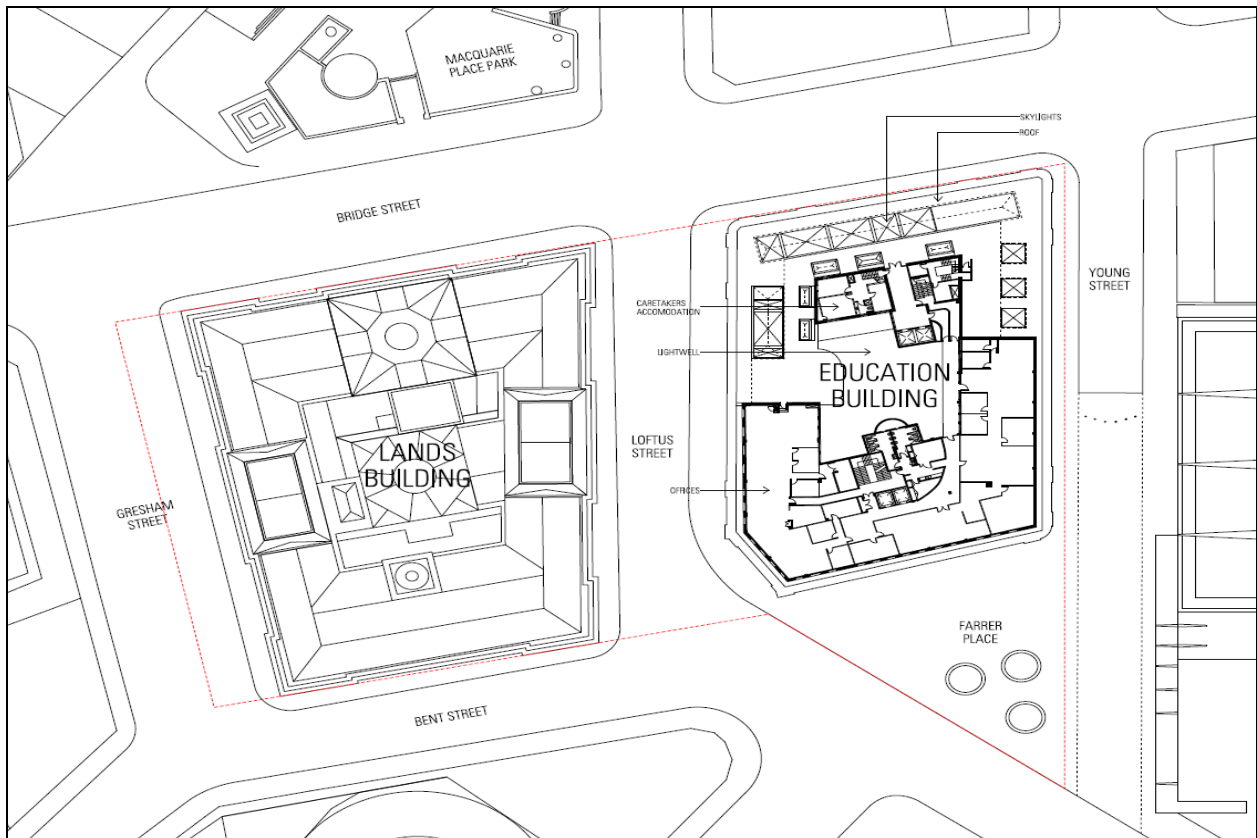 MACQUARIE
PLACE PARK
SKYLIGHTS
ROOF
BRIDGE STREET
YOUNG
STREET
CARETAKERS
ACCOMODATION
LIGHTWELL
EDUCATION
BUILDING
LOFTUS
STREET
LANDS
BUILDING
OFFICES
GRESHAM
STREET
FARRER
PLACE
BENT STREET